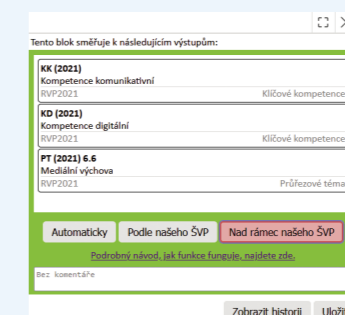 Tento blok směřuje k následujícím výstupům:
KK (2021)
Kompetence komunikativní
RVP2021 Klíčové kompetence
KD (2021)
Kompetence digitální
RVP2021 Klíčové kompetence
PT (2021) 6.6
Mediální výchova
RVP2021 Průřezové téma
Automaticky Podle našeho ŠVP Nad rámec našeho ŠVP
Podrobný návod, jak funkce funguje, najdete zde.
Bez komentáře
Zobrazit historii Uložit